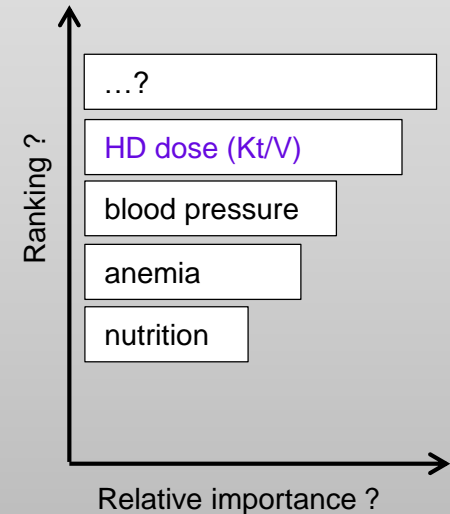 Ranking ?
…?
HD dose (Kt/V)
blood pressure
anemia
nutrition
Relative importance ?